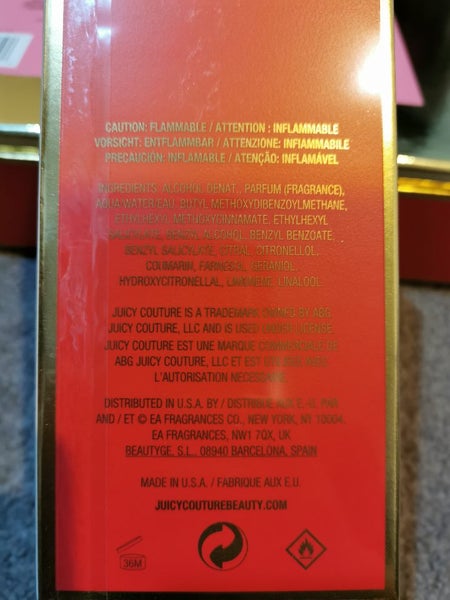 CAUTION: FLAMMABLE / ATTENTION : INFLAMMABLE
VORSICHT: ENTFLAMMBAR / ATTENZIONE: INFIAMMABILE
PRECAUCIÓN: INFLAMABLE / ATENÇÃO: INFLAMÁVEL
INGREDIENTS: ALCOHOL DENAT., PARFUM (FRAGRANCE),
AQUA/WATER/EAU, BUTYL METHOXYDIBENZOYLMETHANE,
ETHYLHEXYL METHOXYCINNAMATE, ETHYLHEXYL
SALICYLATE, BENZYL ALCOHOL, BENZYL BENZOATE,
BENZYL SALICYLATE, CITRAL, CITRONELLOL,
COUMARIN, FARNESOL, GERANIOL,
HYDROXYCITRONELLAL, LIMONENE, LINALOOL.
JUICY COUTURE IS A TRADEMARK OWNED BY ABG
JUICY COUTURE, LLC AND IS USED UNDER LICENSE.
JUICY COUTURE EST UNE MARQUE COMMERCIALE DE
ABG JUICY COUTURE, LLC ET EST UTILISÉE AVEC
L'AUTORISATION NÉCESSAIRE.
DISTRIBUTED IN U.S.A. BY / DISTRIBUÉ AUX É.-U. PAR
AND / ET © EA FRAGRANCES CO., NEW YORK, NY 10004.
EA FRAGRANCES, NW1 7QX, UK
BEAUTYGE, S.L., 08940 BARCELONA, SPAIN
MADE IN U.S.A. / FABRIQUÉ AUX E.U.
JUICYCOUTUREBEAUTY.COM
36M